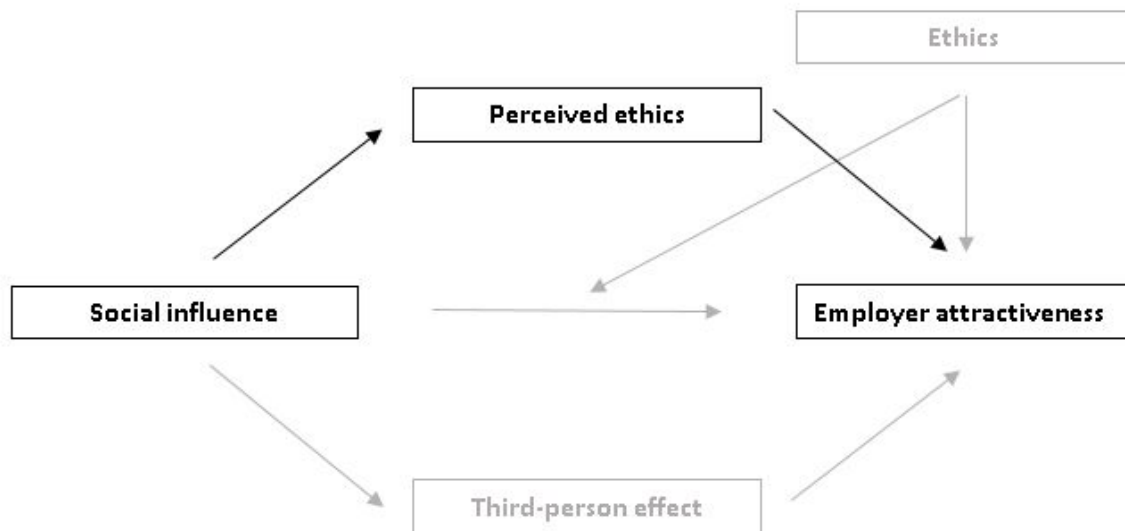 Ethics
Perceived ethics
Social influence
Employer attractiveness
Third-person effect